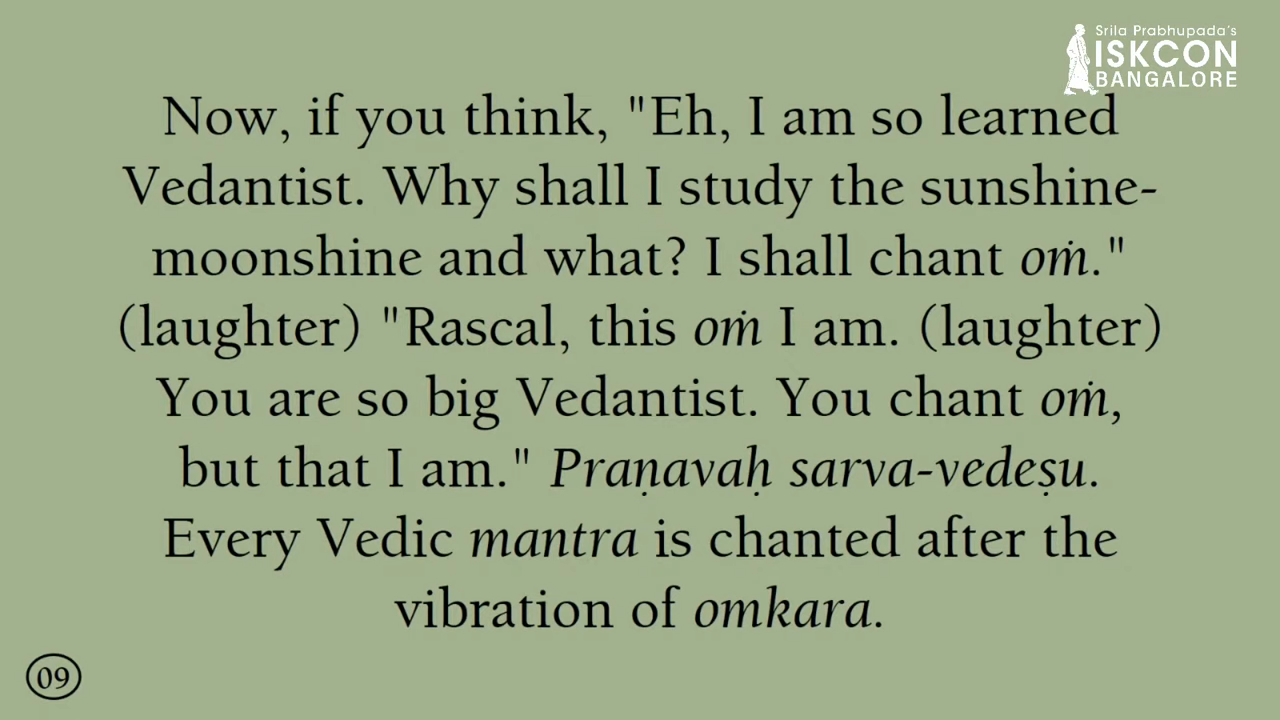 Srila Prabhupada's
ISKCON
BANGALORE
Now, if you think, "Eh, I am so learned
Vedantist. Why shall I study the sunshine-
moonshine and what? I shall chant oṁ."
(laughter) "Rascal, this oṁ I am. (laughter)
You are so big Vedantist. You chant oṁ,
but that I am." Praṇavaḥ sarva-vedeṣu.
Every Vedic mantra is chanted after the
vibration of omkara.
09